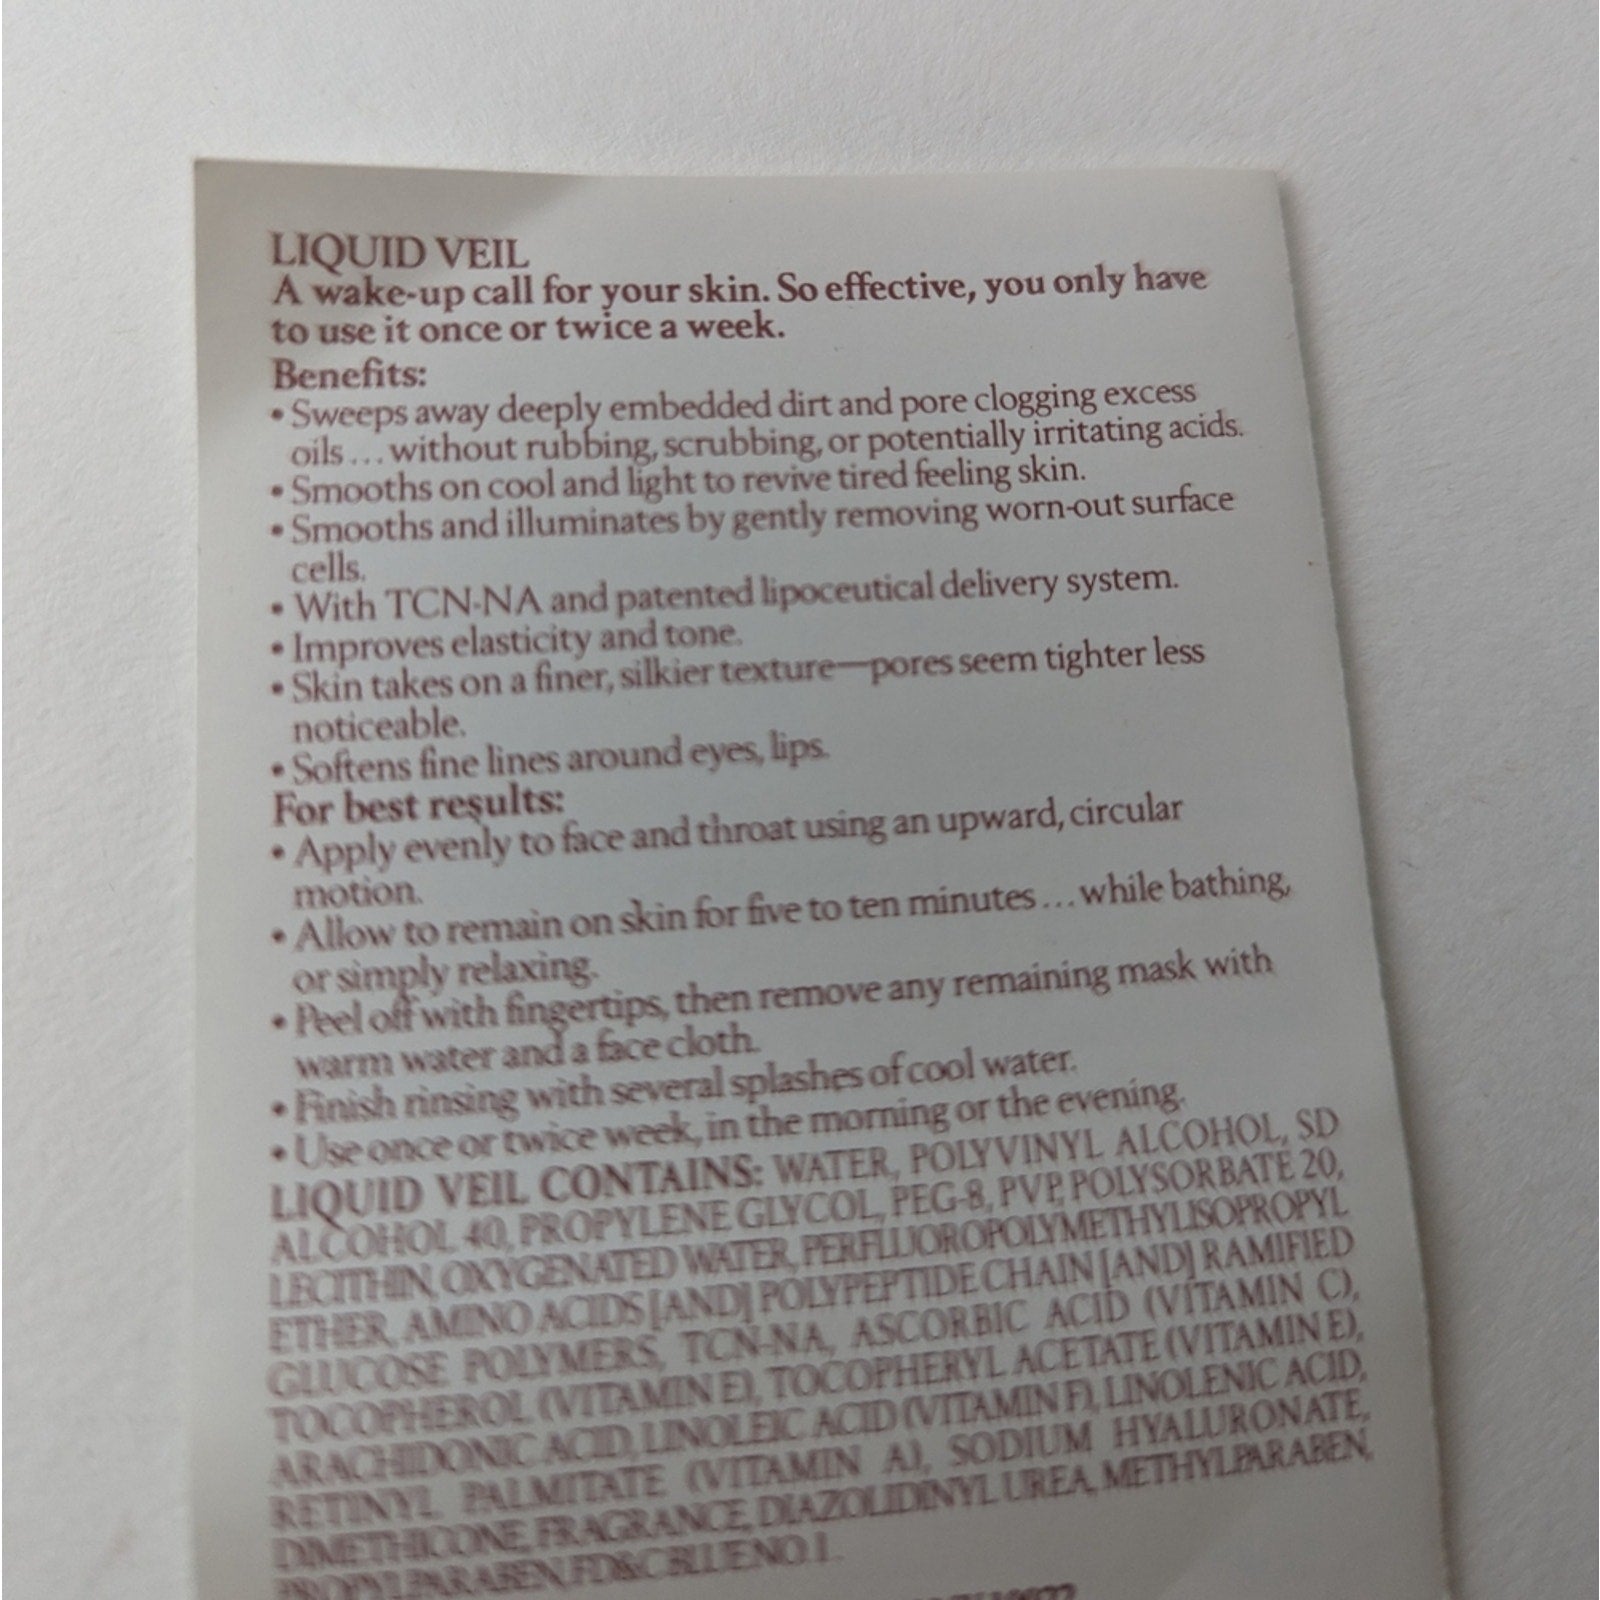 LIQUID VEIL
A wake-up call for your skin. So effective, you only have
to use it once or twice a week.
Benefits:
• Sweeps away deeply embedded dirt and pore clogging excess
oils...without rubbing, scrubbing, or potentially irritating acids.
• Smooths on cool and light to revive tired feeling skin.
• Smooths and illuminates by gently removing worn-out surface
cells.
• With TCN-NA and patented lipoceutical delivery system.
• Improves elasticity and tone.
• Skin takes on a finer, silkier texture—pores seem tighter less
noticeable.
• Softens fine lines around eyes, lips.
For best results:
• Apply evenly to face and throat using an upward, circular
motion.
• Allow to remain on skin for five to ten minutes...while bathing,
or simply relaxing.
• Peel off with fingertips, then remove any remaining mask with
warm water and a face cloth.
• Finish rinsing with several splashes of cool water.
• Use once or twice week, in the morning or the evening.
LIQUID VEIL CONTAINS: WATER, POLYVINYL ALCOHOL, SD
ALCOHOL 40, PROPYLENE GLYCOL, PEG-8, PVP, POLYSORBATE 20,
LECITHIN, OXYGENATED WATER, PERFLUOROPOLYMETHYLISOPROPYL
ETHER, AMINO ACIDS [AND] POLYPEPTIDE CHAIN [AND] RAMIFIED
GLUCOSE POLYMERS, TCN-NA, ASCORBIC ACID (VITAMIN C),
TOCOPHEROL (VITAMIN E), TOCOPHERYL ACETATE (VITAMIN E),
ARACHIDONIC ACID, LINOLEIC ACID (VITAMIN F), LINOLENIC ACID,
RETINYL PALMITATE (VITAMIN A), SODIUM HYALURONATE,
DIMETHICONE, FRAGRANCE, DIAZOLIDINYL UREA, METHYLPARABEN,
PROPYLPARABEN, FD&C BLUE NO. 1.